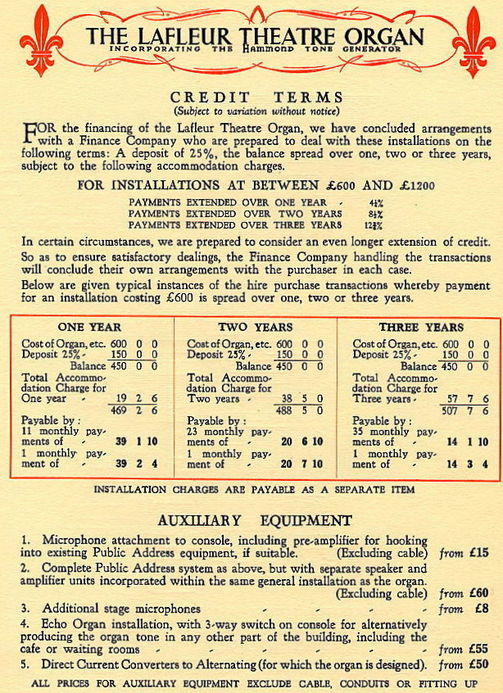 THE LAFLEUR THEATRE ORGAN
INCORPORATING THE HAMMOND TONE GENERATOR
CREDIT TERMS
(Subject to variation without notice)
FOR the financing of the Lafleur Theatre Organ, we have concluded arrangements
with a Finance Company who are prepared to deal with these installations on the
following terms: A deposit of 25%, the balance spread over one, two or three years,
subject to the following accommodation charges.
FOR INSTALLATIONS AT BETWEEN £600 AND £1200
PAYMENTS EXTENDED OVER ONE YEAR - 4¼%
PAYMENTS EXTENDED OVER TWO YEARS 8½%
PAYMENTS EXTENDED OVER THREE YEARS 12¾%
In certain circumstances, we are prepared to consider an even longer extension of credit.
So as to ensure satisfactory dealings, the Finance Company handling the transactions
will conclude their own arrangements with the purchaser in each case.
Below are given typical instances of the hire purchase transactions whereby payment
for an installation costing £600 is spread over one, two or three years.
ONE YEAR
Cost of Organ, etc. 600 0 0
Deposit 25% - 150 0 0
Balance 450 0 0
Total Accommo-
dation Charge for
One year 19 2 6
469 2 6
Payable by :
11 monthly pay-
ments of - 39 1 10
1 monthly pay-
ment of - 39 2 4
TWO YEARS
Cost of Organ, etc. 600 0 0
Deposit 25% - 150 0 0
Balance 450 0 0
Total Accommo-
dation Charge for
Two years - 38 5 0
488 5 0
Payable by :
23 monthly pay-
ments of - 20 6 10
1 monthly pay-
ment of - 20 7 10
THREE YEARS
Cost of Organ, etc. 600 0 0
Deposit 25% - 150 0 0
Balance 450 0 0
Total Accommo-
dation Charge for
Three years - 57 7 6
507 7 6
Payable by :
35 monthly pay-
ments of - 14 1 10
1 monthly pay-
ment of - 14 3 4
INSTALLATION CHARGES ARE PAYABLE AS A SEPARATE ITEM
AUXILIARY EQUIPMENT
1. Microphone attachment to console, including pre-amplifier for hooking
into existing Public Address equipment, if suitable. (Excluding cable) from £15
2. Complete Public Address system as above, but with separate speaker and
amplifier units incorporated within the same general installation as the organ.
(Excluding cable) from £60
3. Additional stage microphones - - - - from £8
4. Echo Organ installation, with 3-way switch on console for alternatively
producing the organ tone in any other part of the building, including the
cafe or waiting rooms - - - - - from £55
5. Direct Current Converters to Alternating (for which the organ is designed). from £50
ALL PRICES FOR AUXILIARY EQUIPMENT EXCLUDE CABLE, CONDUITS OR FITTING UP